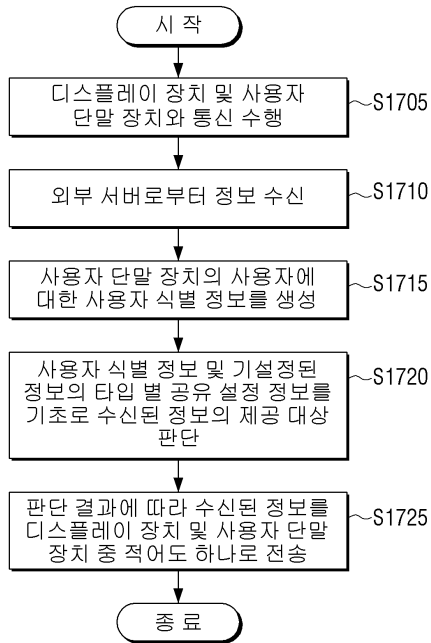 시 작
디스플레이 장치 및 사용자
단말 장치와 통신 수행
S1705
외부 서버로부터 정보 수신
S1710
사용자 단말 장치의 사용자에
대한 사용자 식별 정보를 생성
S1715
사용자 식별 정보 및 기설정된
정보의 타입 별 공유 설정 정보를
기초로 수신된 정보의 제공 대상
판단
S1720
판단 결과에 따라 수신된 정보를
디스플레이 장치 및 사용자 단말
장치 중 적어도 하나로 전송
S1725
종 료